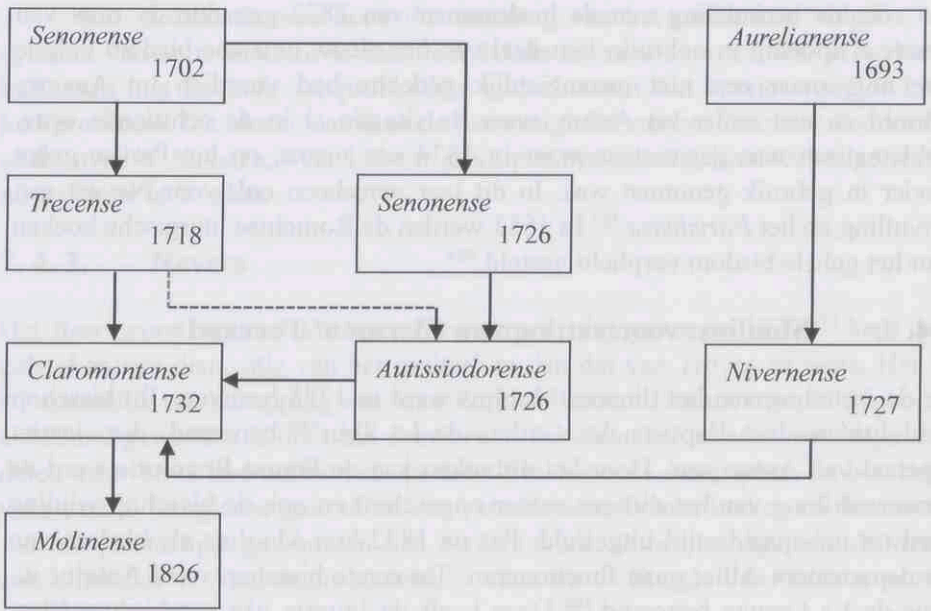 Senonense
1702
Aurelianense
1693
Trecense
1718
Senonense
1726
Claromontense
1732
Autissiodorense
1726
Nivernense
1727
Molinense
1826